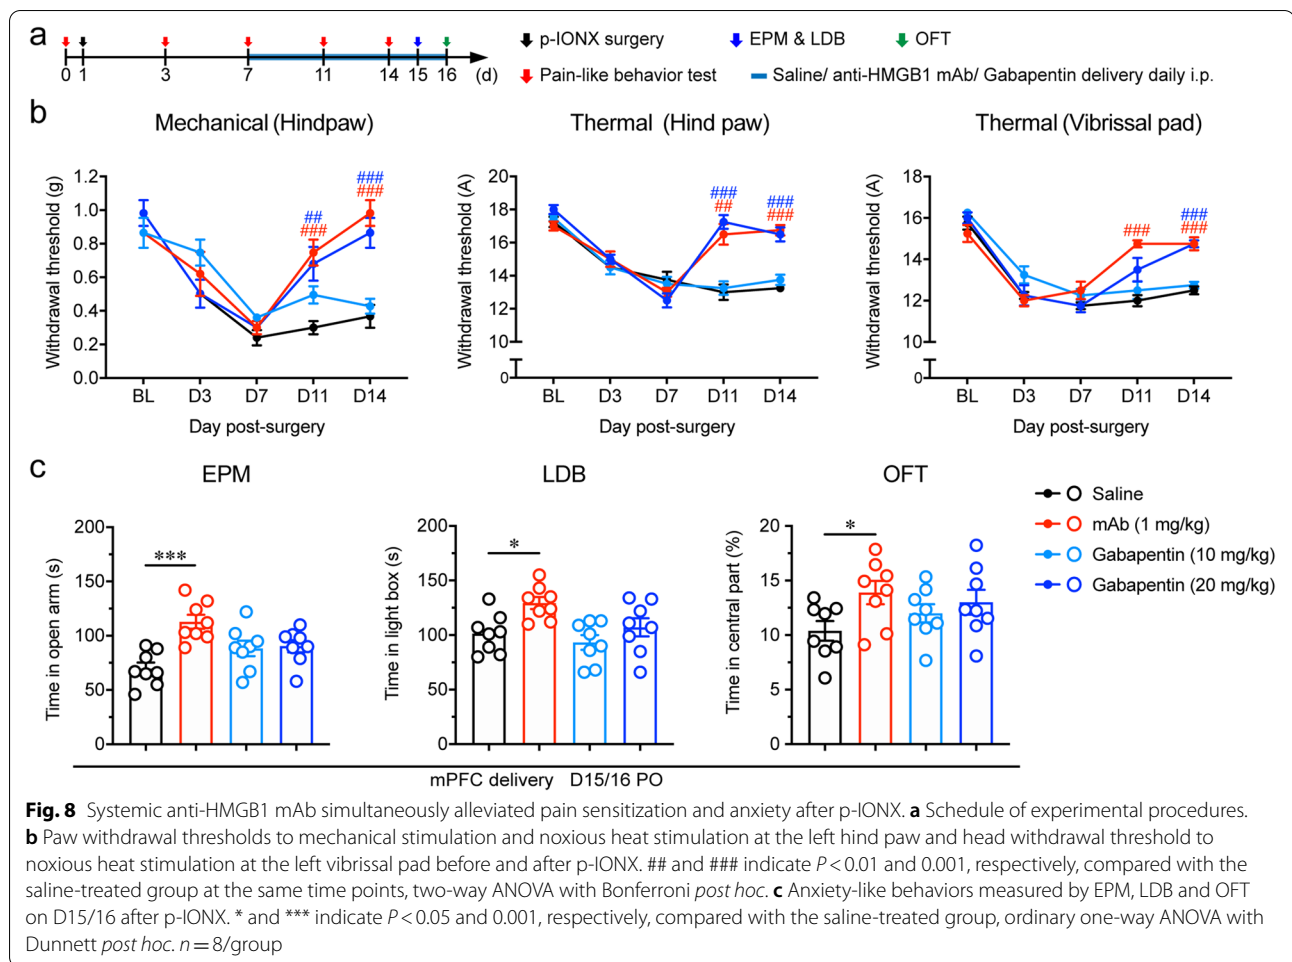 a
p-IONX surgery
EPM & LDB
OFT
0 1 3 7 11 14 15 16 (d)
Pain-like behavior test
Saline/ anti-HMGB1 mAb/ Gabapentin delivery daily i.p.
b
Mechanical (Hindpaw)
Withdrawal threshold (g)
1.2
1.0
0.8
0.6
0.4
0.2
0.0
##
###
###
###
BL D3 D7 D11 D14
Day post-surgery
Thermal (Hind paw)
Withdrawal threshold (A)
20
18
16
14
12
10
0
###
##
###
###
BL D3 D7 D11 D14
Day post-surgery
Thermal (Vibrissal pad)
Withdrawal threshold (A)
18
16
14
12
10
0
###
###
###
BL D3 D7 D11 D14
Day post-surgery
c
EPM
Time in open arm (s)
200
150
100
50
0
***
LDB
Time in light box (s)
200
150
100
50
0
*
OFT
Time in central part (%)
20
15
10
5
0
*
Saline
mAb (1 mg/kg)
Gabapentin (10 mg/kg)
Gabapentin (20 mg/kg)
mPFC delivery D15/16 PO
Fig. 8 Systemic anti-HMGB1 mAb simultaneously alleviated pain sensitization and anxiety after p-IONX. a Schedule of experimental procedures.
b Paw withdrawal thresholds to mechanical stimulation and noxious heat stimulation at the left hind paw and head withdrawal threshold to
noxious heat stimulation at the left vibrissal pad before and after p-IONX. ## and ### indicate P < 0.01 and 0.001, respectively, compared with the
saline-treated group at the same time points, two-way ANOVA with Bonferroni post hoc. c Anxiety-like behaviors measured by EPM, LDB and OFT
on D15/16 after p-IONX. * and *** indicate P < 0.05 and 0.001, respectively, compared with the saline-treated group, ordinary one-way ANOVA with
Dunnett post hoc. n = 8/group